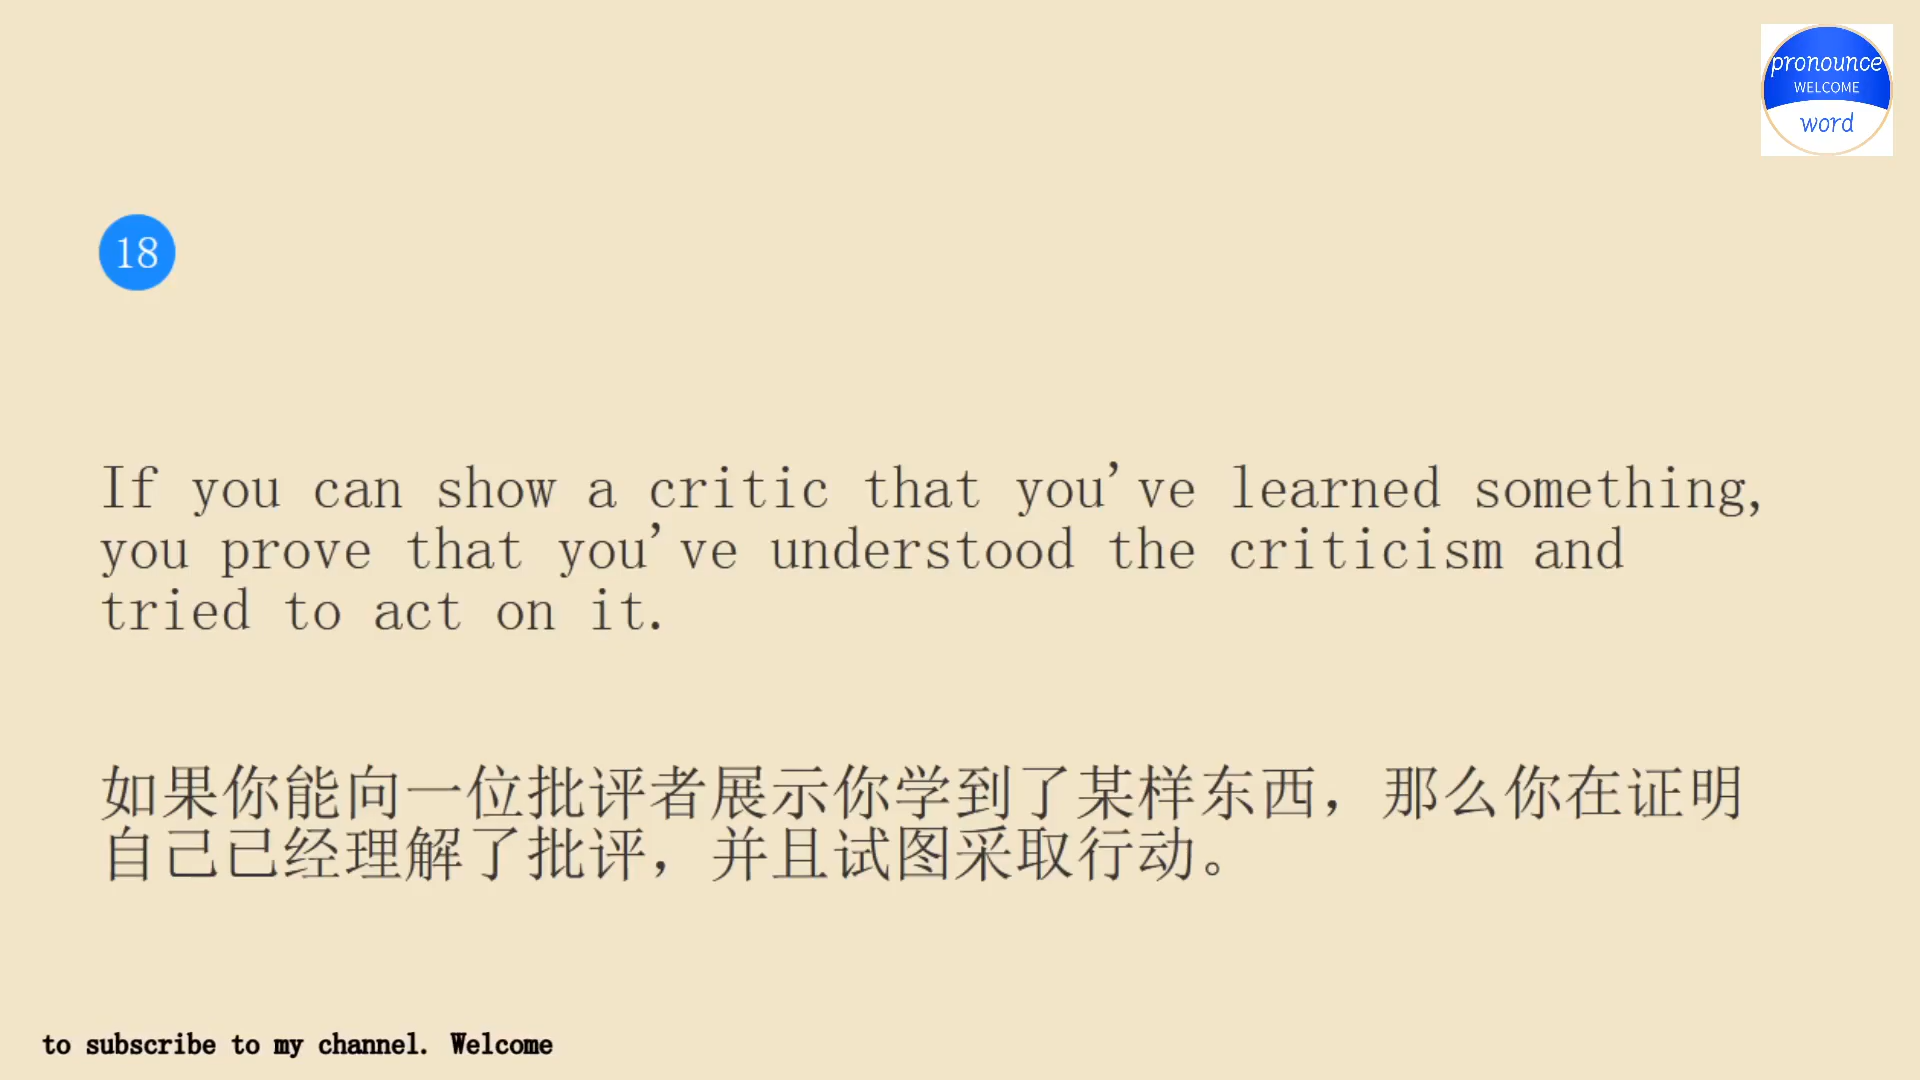 pronounce
WELCOME
word
18
If you can show a critic that you've learned something,
you prove that you've understood the criticism and
tried to act on it.
如果你能向一位批评者展示你学到了某样东西，那么你在证明
自己已经理解了批评，并且试图采取行动。
to subscribe to my channel. Welcome